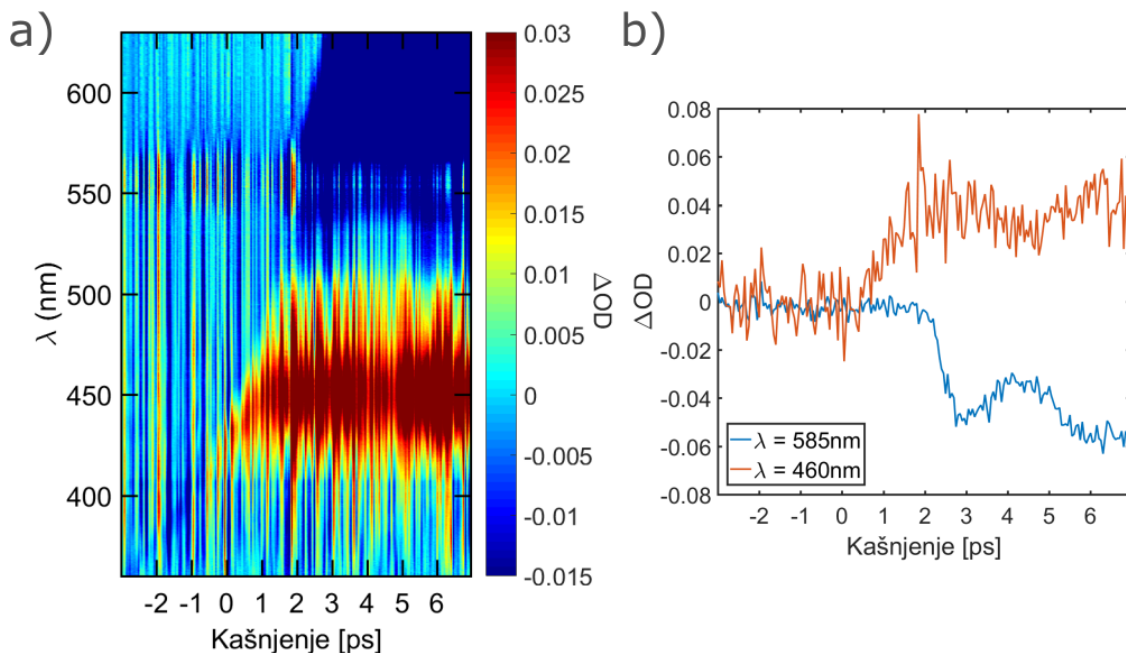 a)
λ (nm)
600
550
500
450
400
-2 -1 0 1 2 3 4 5 6
Kašnjenje [ps]
0.03
0.025
0.02
0.015
0.01
0.005
0
-0.005
-0.01
-0.015
ΔOD
b)
ΔOD
0.08
0.06
0.04
0.02
0
-0.02
-0.04
-0.06
-0.08
λ = 585nm
λ = 460nm
-2 -1 0 1 2 3 4 5 6
Kašnjenje [ps]